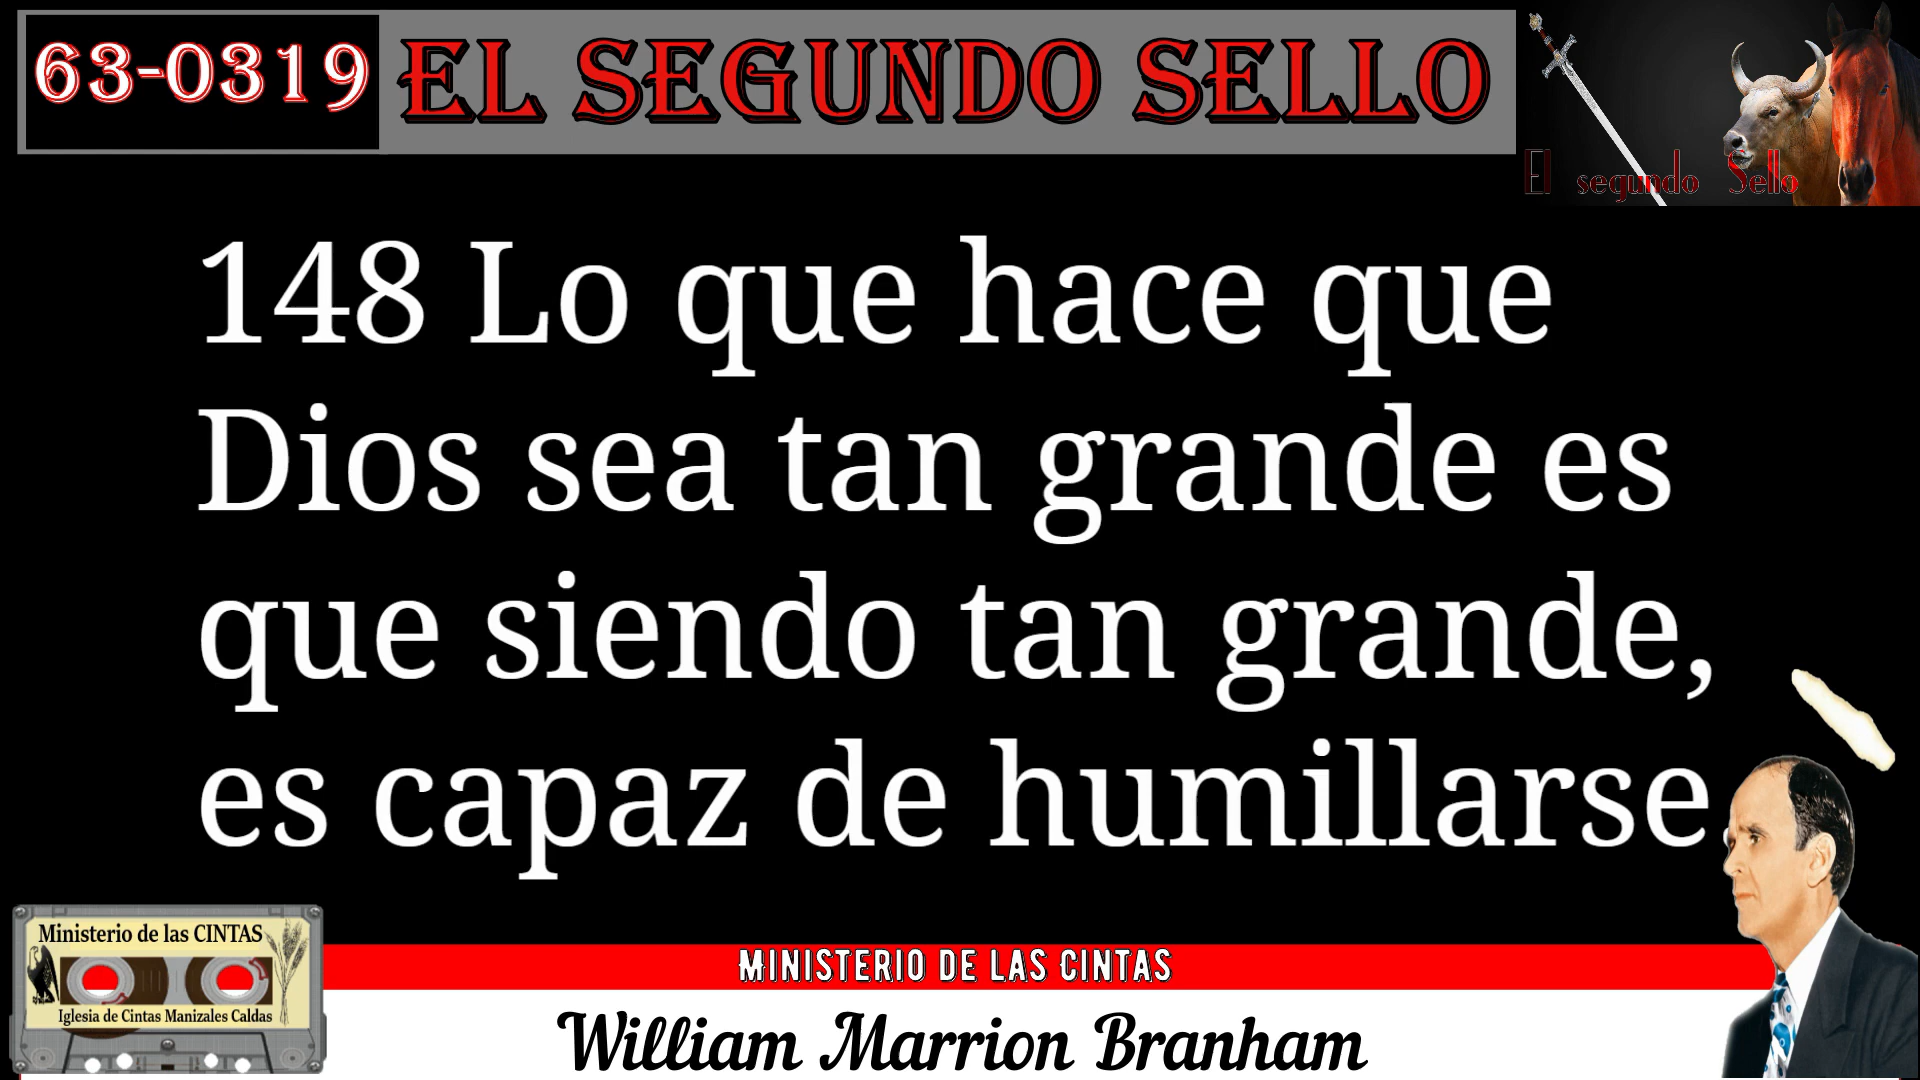 63-0319 EL SEGUNDO SELLO
El segundo Sello
148 Lo que hace que
Dios sea tan grande es
que siendo tan grande,
es capaz de humillarse.
Ministerio de las CINTAS
Iglesia de Cintas Manizales Caldas
MINISTERIO DE LAS CINTAS
William Marrion Branham